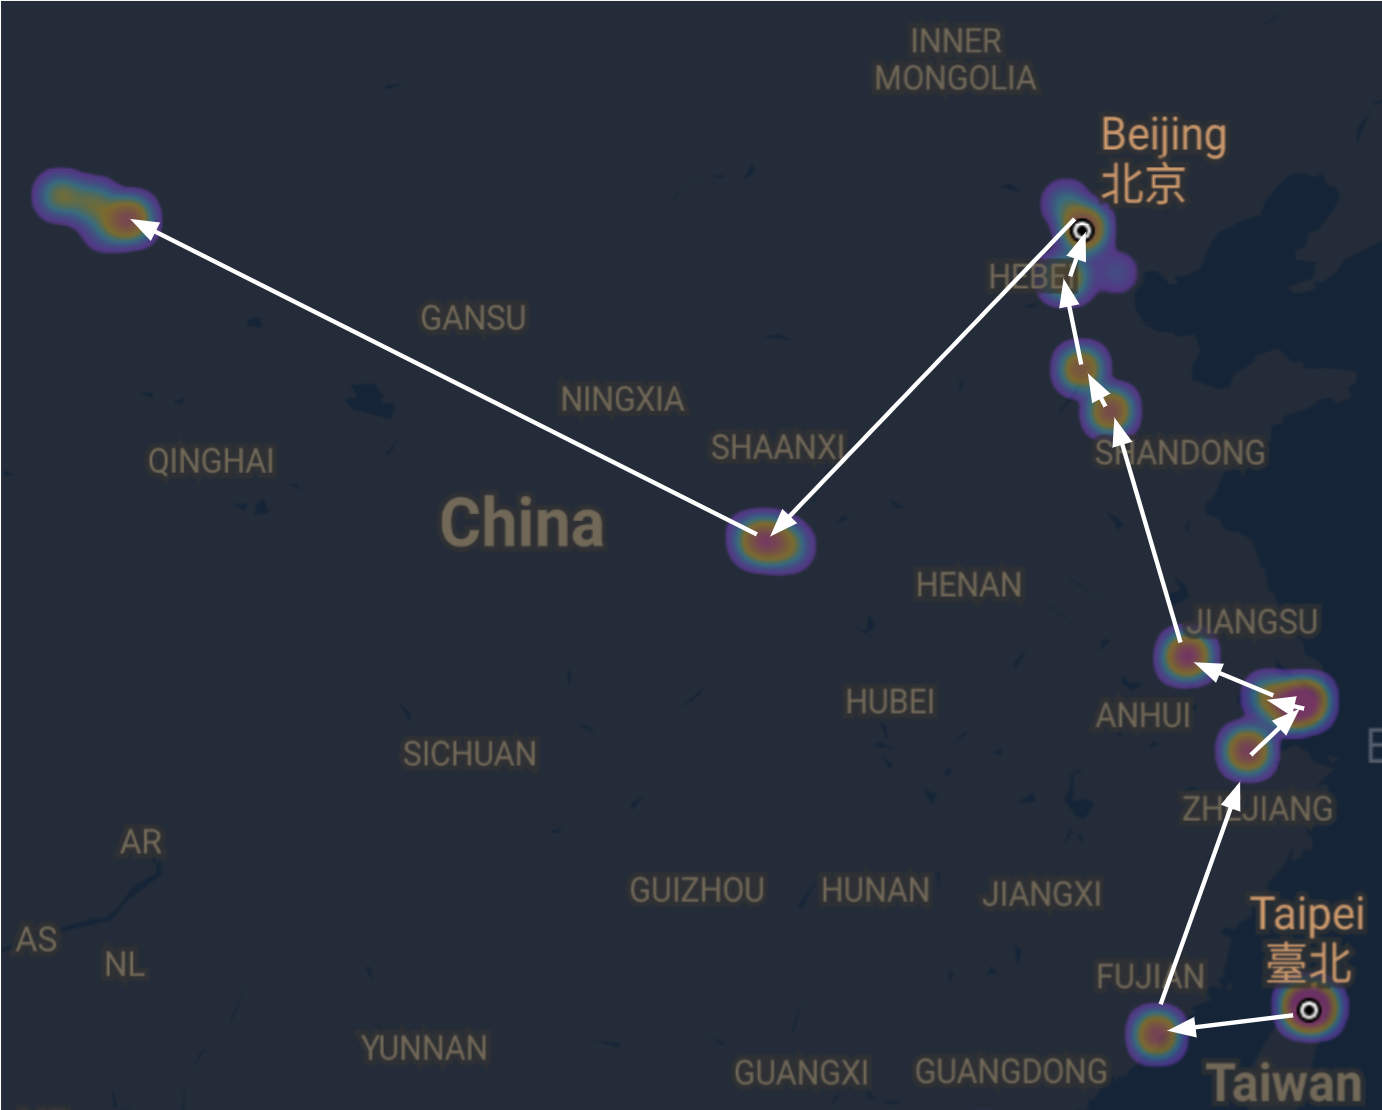 INNER
MONGOLIA
Beijing
北京
HEBEI
GANSU
NINGXIA
SHAANXI
SHANDONG
QINGHAI
China
HENAN
JIANGSU
HUBEI
ANHUI
SICHUAN
ZHEJIANG
AR
GUIZHOU
HUNAN
JIANGXI
Taipei
臺北
AS
NL
FUJIAN
YUNNAN
GUANGXI
GUANGDONG
Taiwan